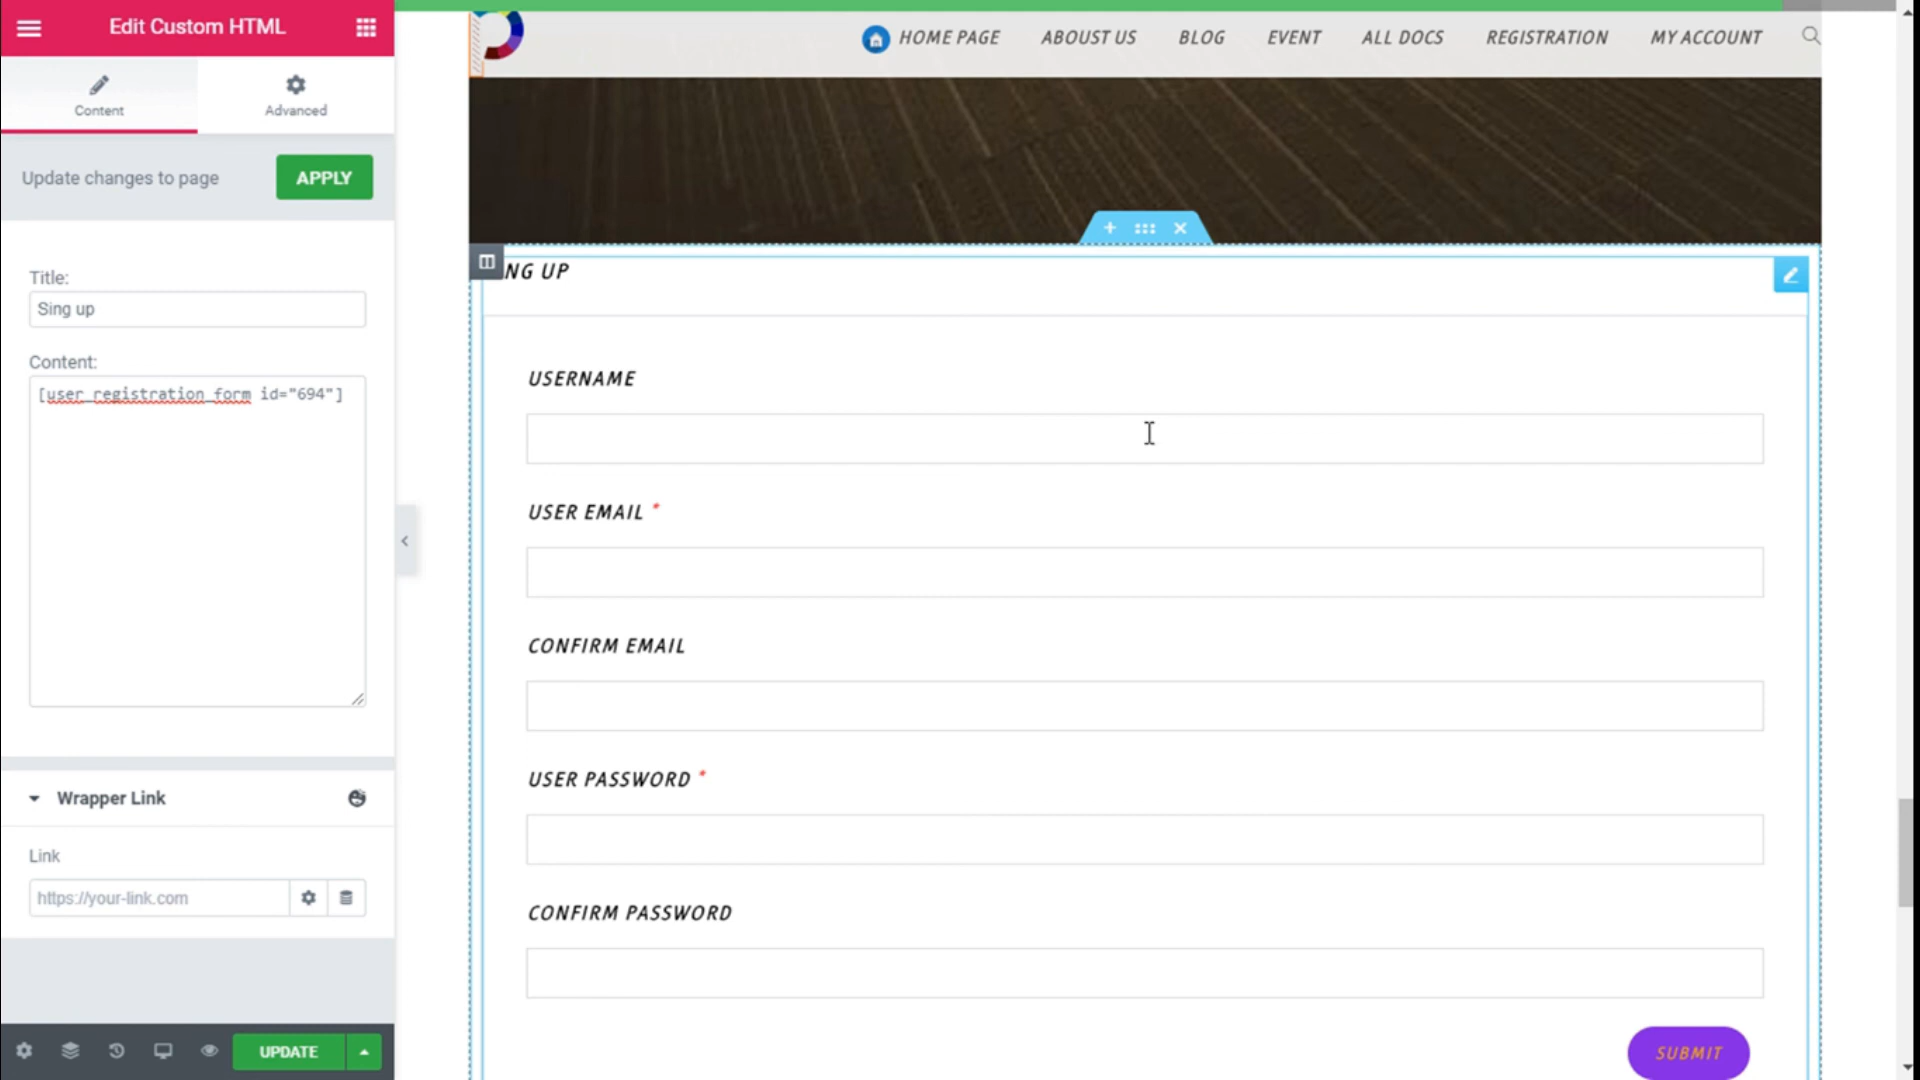 Edit Custom HTML
Content
Advanced
Update changes to page
APPLY
Title:
Sing up
Content:
[user_registration_form id="694"]
Wrapper Link
Link
https://your-link.com
UPDATE
HOME PAGE
ABOUST US
BLOG
EVENT
ALL DOCS
REGISTRATION
MY ACCOUNT
NG UP
USERNAME
USER EMAIL *
CONFIRM EMAIL
USER PASSWORD *
CONFIRM PASSWORD
SUBMIT